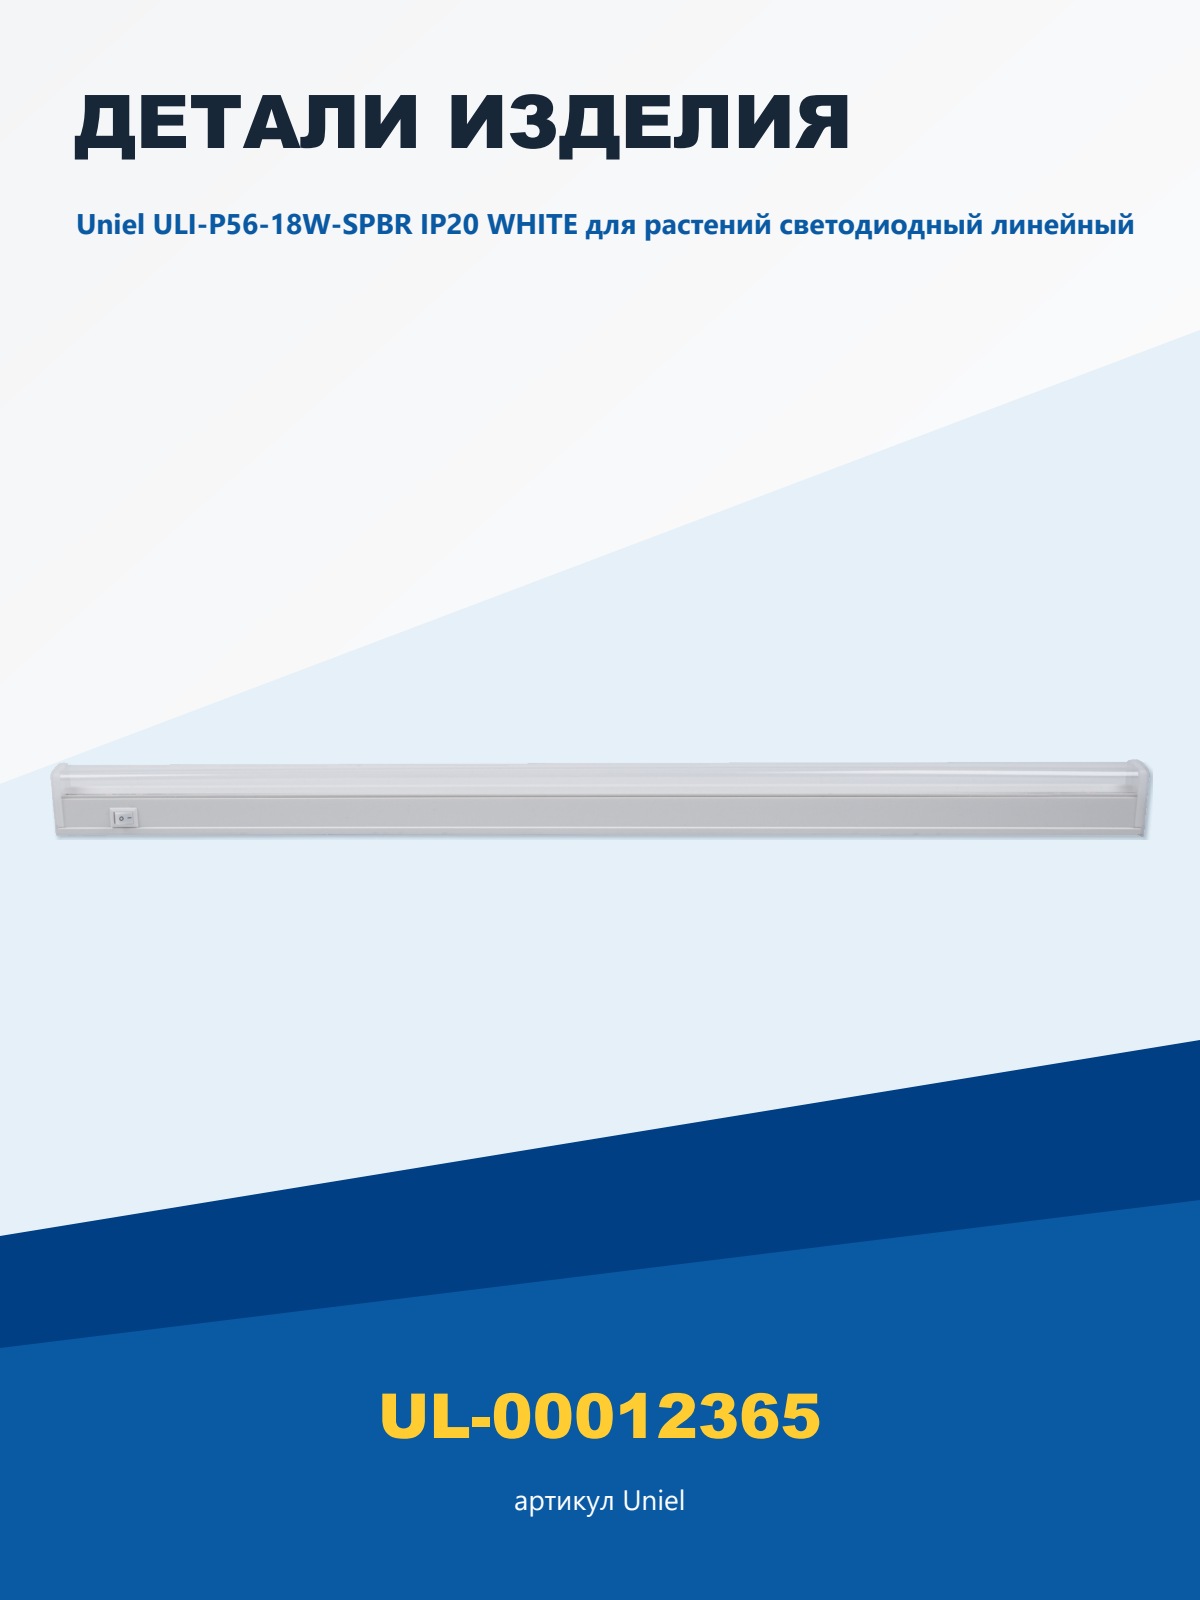 ДЕТАЛИ ИЗДЕЛИЯ
Uniel ULI-P56-18W-SPBR IP20 WHITE для растений светодиодный линейный
UL-00012365
артикул Uniel